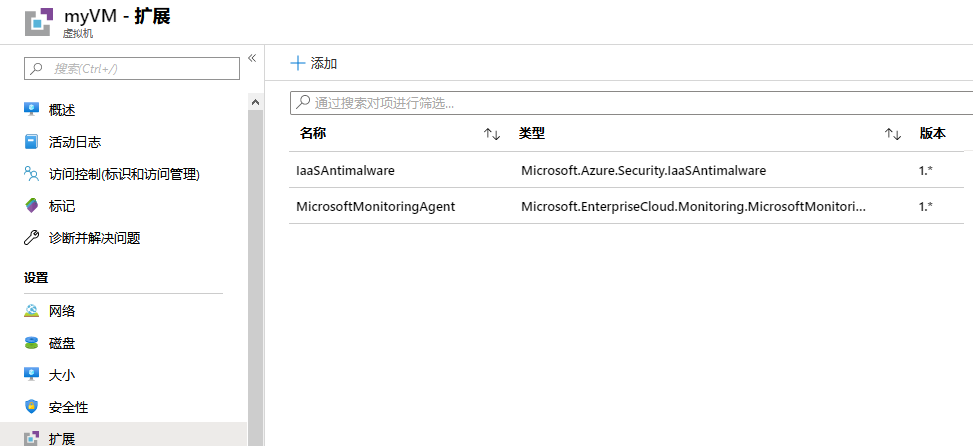 myVM - 扩展
虚拟机
搜索(Ctrl+/)
概述
活动日志
访问控制(标识和访问管理)
标记
诊断并解决问题
设置
网络
磁盘
大小
安全性
扩展
添加
通过搜索对项进行筛选...
名称 类型 版本
IaaSAntimalware Microsoft.Azure.Security.IaaSAntimalware 1.*
MicrosoftMonitoringAgent Microsoft.EnterpriseCloud.Monitoring.MicrosoftMonitori... 1.*